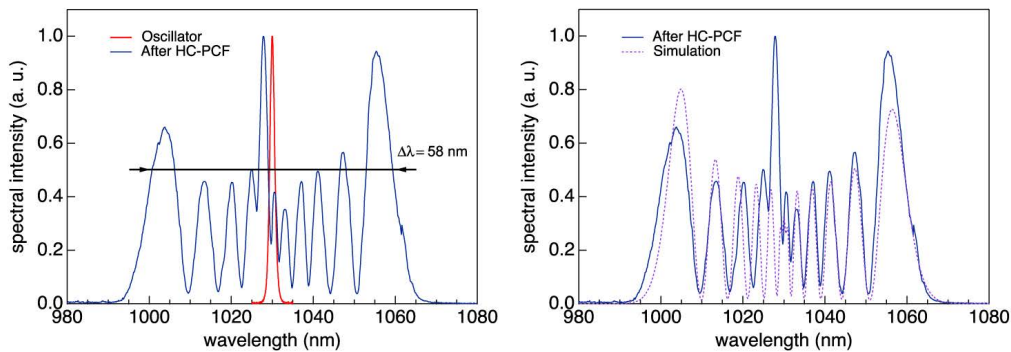 Oscillator
After HC-PCF
Δλ= 58 nm
spectral intensity (a. u.)
1.0
0.8
0.6
0.4
0.2
0.0
980 1000 1020 1040 1060 1080
wavelength (nm)
After HC-PCF
Simulation
spectral intensity (a. u.)
1.0
0.8
0.6
0.4
0.2
0.0
980 1000 1020 1040 1060 1080
wavelength (nm)